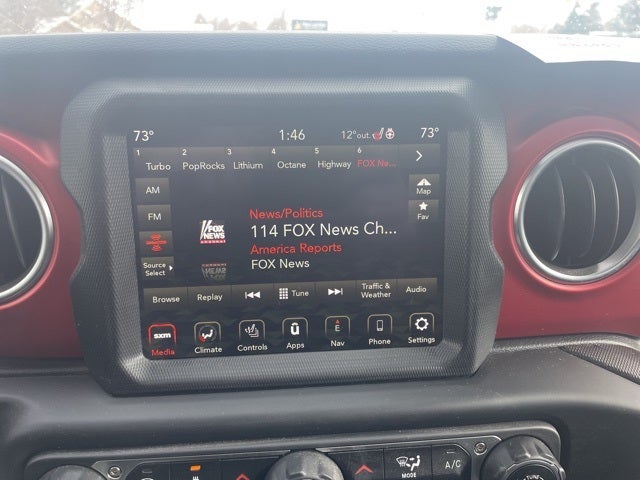 73° 1:46 12°out. 73°
1 2 3 4 5 6
Turbo PopRocks Lithium Octane Highway FOX Ne...
AM
FM
Source
Select
Map
Fav
FOX
NEWS
News/Politics
114 FOX News Ch...
America Reports
FOX News
Browse Replay Tune Traffic & Weather Audio
sxm
Media Climate Controls Apps Nav Phone Settings
E
MODE
A/C
TUNE